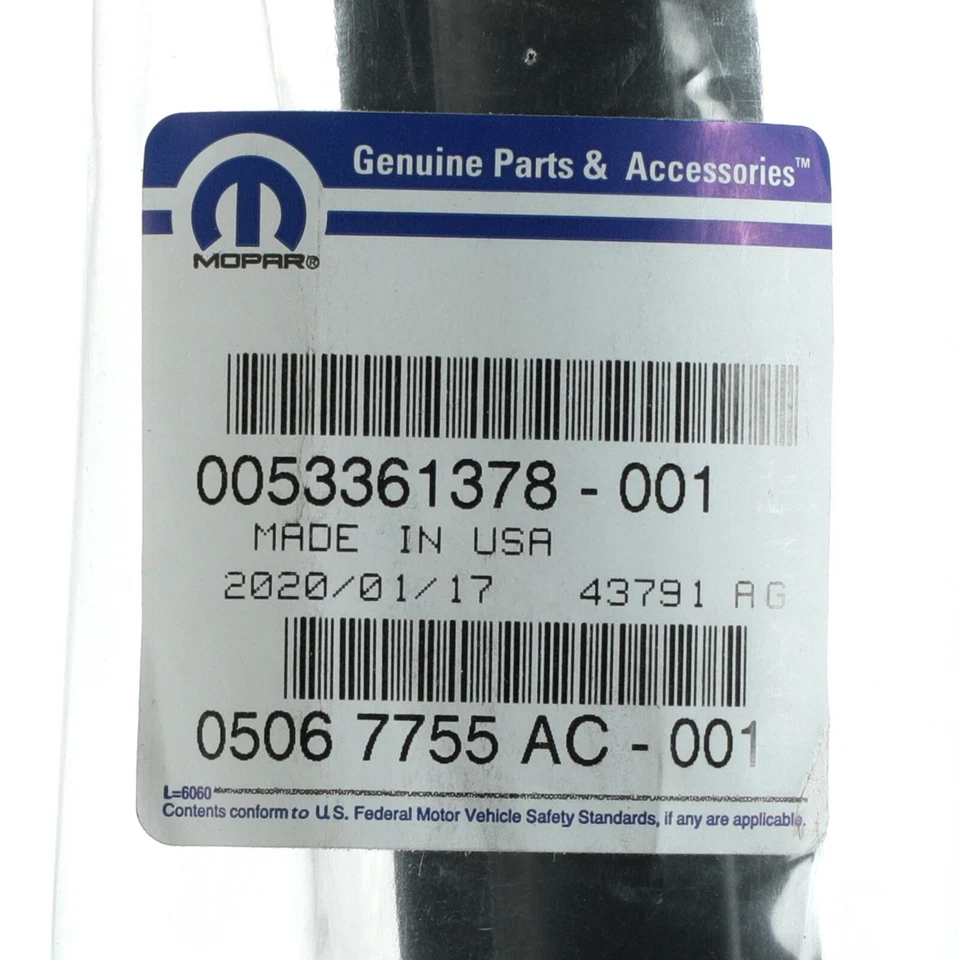 Genuine Parts & Accessories™
MOPAR®
0053361378 - 001
MADE IN USA
2020/01/17 43791 AG
0506 7755 AC - 001
L=6060
Contents conform to U.S. Federal Motor Vehicle Safety Standards, if any are applicable.